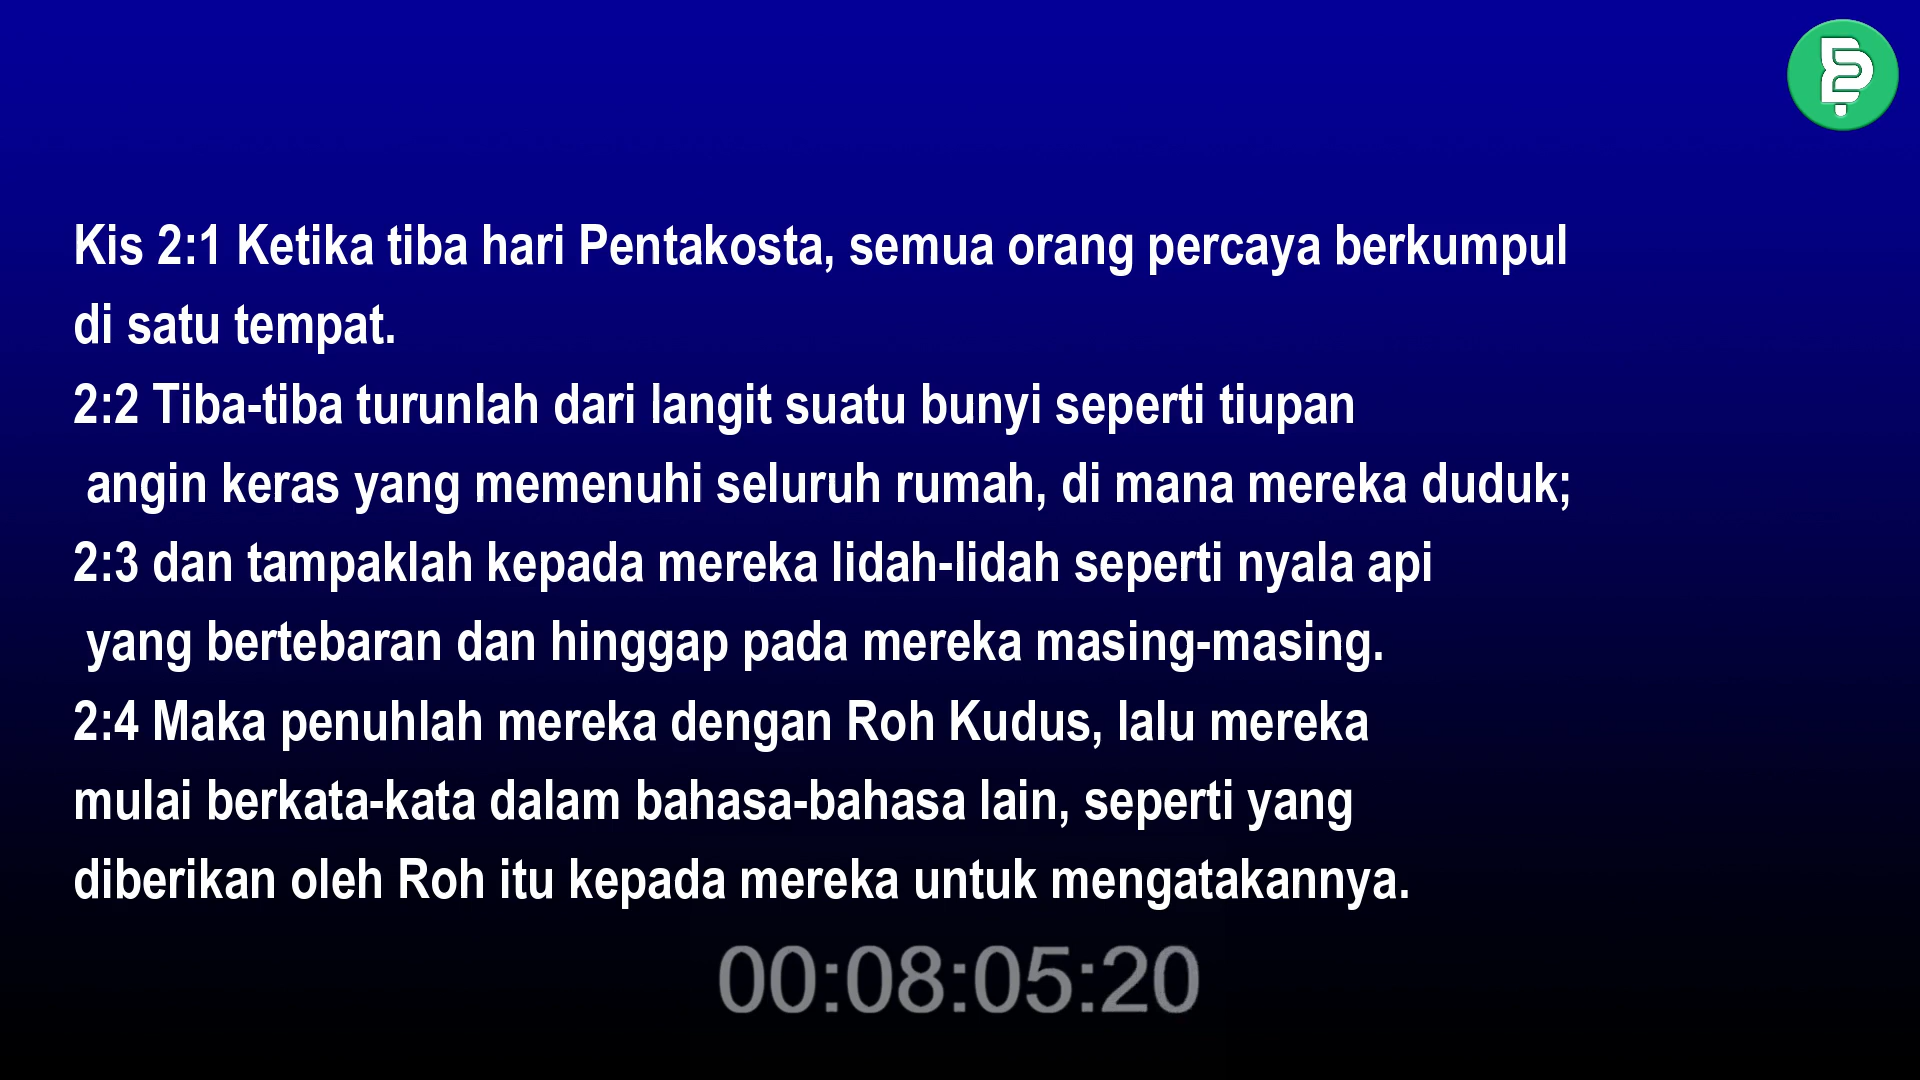 Kis 2:1 Ketika tiba hari Pentakosta, semua orang percaya berkumpul
di satu tempat.
2:2 Tiba-tiba turunlah dari langit suatu bunyi seperti tiupan
angin keras yang memenuhi seluruh rumah, di mana mereka duduk;
2:3 dan tampaklah kepada mereka lidah-lidah seperti nyala api
yang bertebaran dan hinggap pada mereka masing-masing.
2:4 Maka penuhlah mereka dengan Roh Kudus, lalu mereka
mulai berkata-kata dalam bahasa-bahasa lain, seperti yang
diberikan oleh Roh itu kepada mereka untuk mengatakannya.
00:08:05:20